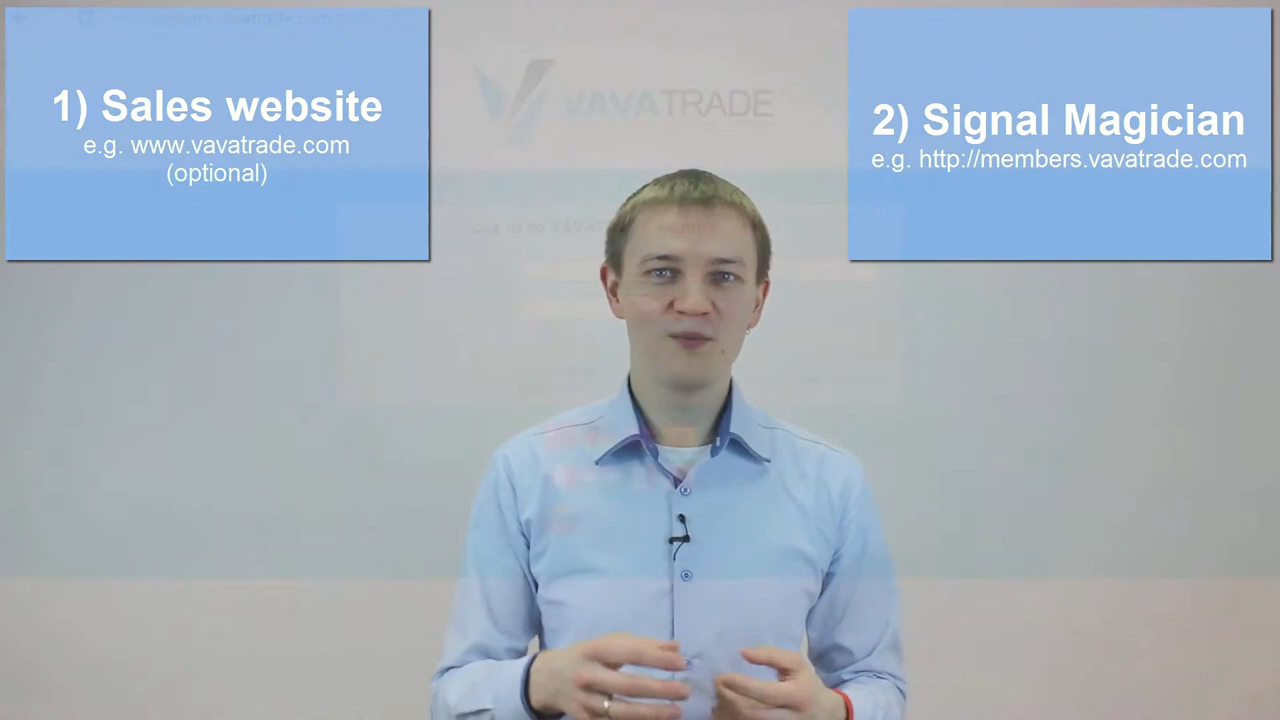 1) Sales website
e.g. www.vavatrade.com
(optional)
VAVATRADE
2) Signal Magician
e.g. http://members.vavatrade.com